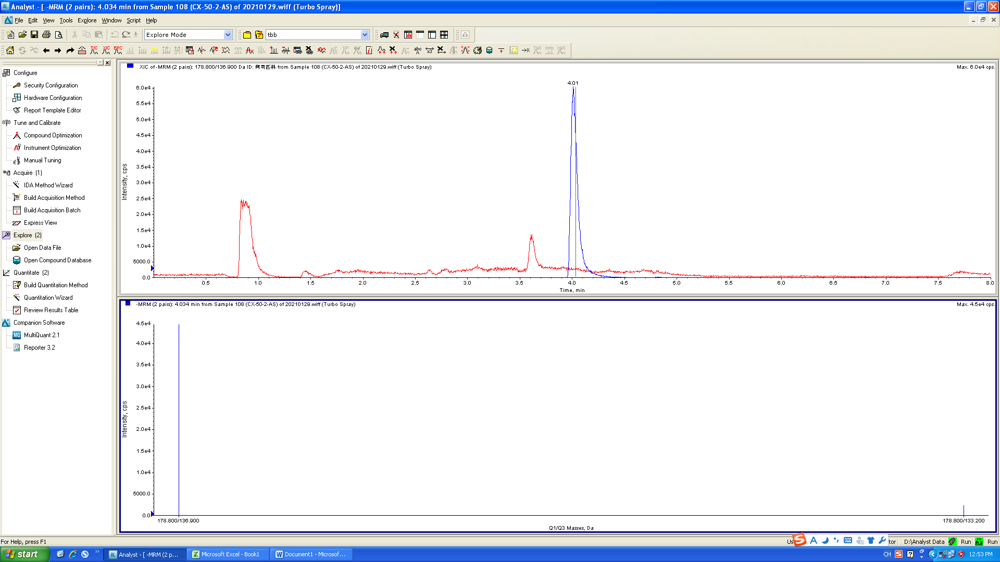 Analyst - [ -MRM (2 pairs): 4.034 min from Sample 108 (CX-50-2-AS) of 20210129.wiff (Turbo Spray)]
File Edit View Tools Explore Window Script Help
Explore Mode
tbb
TIC XIC BPC
Configure
Security Configuration
Hardware Configuration
Report Template Editor
Tune and Calibrate
Compound Optimization
Instrument Optimization
Manual Tuning
Acquire (1)
IDA Method Wizard
Build Acquisition Method
Build Acquisition Batch
Express View
Explore (2)
Open Data File
Open Compound Database
Quantitate (2)
Build Quantitation Method
Quantitation Wizard
Review Results Table
Companion Software
MultiQuant 2.1
Reporter 3.2
XIC of -MRM (2 pairs): 178.800/136.900 Da ID: 阿司匹林 from Sample 108 (CX-50-2-AS) of 20210129.wiff (Turbo Spray)
Max. 6.0e4 cps.
4.01
6.0e4
5.5e4
5.0e4
4.5e4
4.0e4
3.5e4
3.0e4
2.5e4
2.0e4
1.5e4
1.0e4
5000.0
0.0
Intensity, cps
0.5 1.0 1.5 2.0 2.5 3.0 3.5 4.0 4.5 5.0 5.5 6.0 6.5 7.0 7.5 8.0
Time, min
-MRM (2 pairs): 4.034 min from Sample 108 (CX-50-2-AS) of 20210129.wiff (Turbo Spray)
Max. 4.5e4 cps.
4.5e4
4.0e4
3.5e4
3.0e4
2.5e4
2.0e4
1.5e4
1.0e4
5000.0
0.0
Intensity, cps
178.800/136.900
178.800/133.200
Q1/Q3 Masses, Da
For Help, press F1
Us
tor
D:\Analyst Data
Run
Run
start
Analyst - [ -MRM (2 p...
Microsoft Excel - Book1
Document1 - Microsof...
CH
12:53 PM